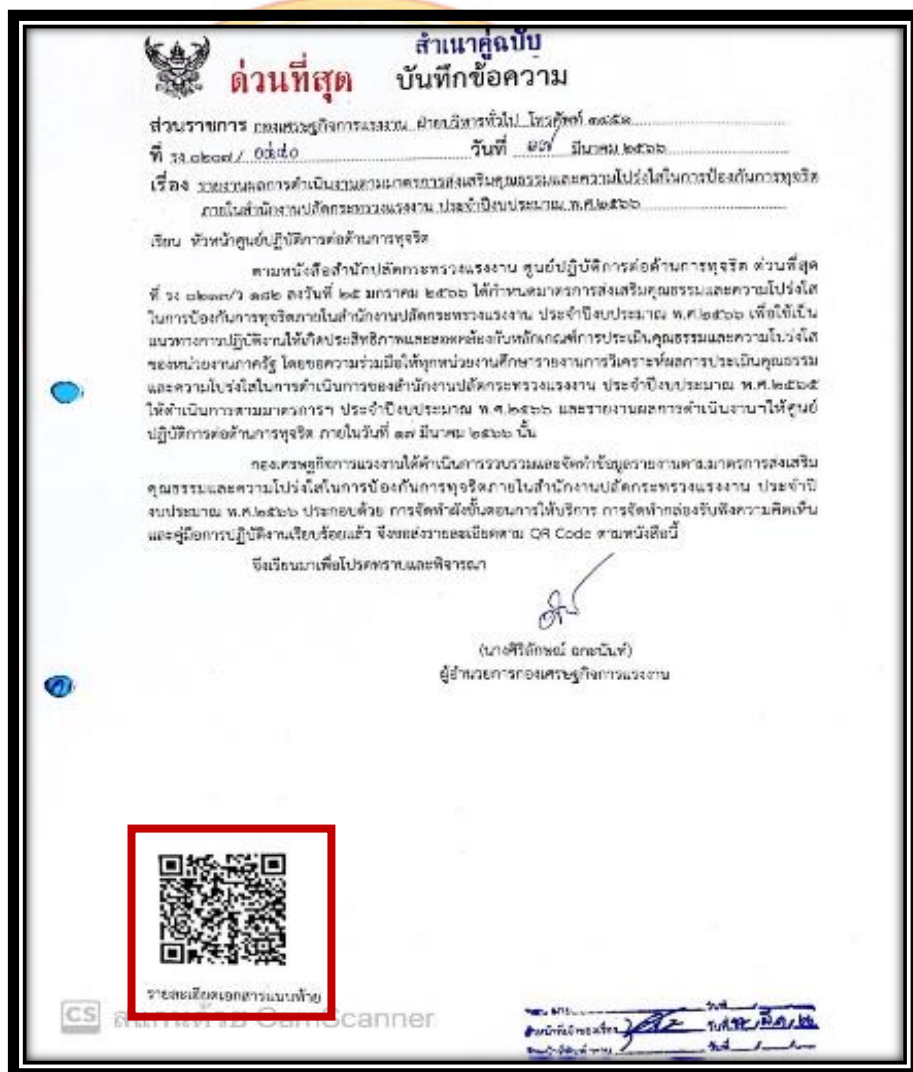 สำเนาคู่ฉบับ
ด่วนที่สุด บันทึกข้อความ
ส่วนราชการ กองเศรษฐกิจการแรงงาน ฝ่ายบริหารทั่วไป โทรศัพท์
ที่ รง ๐๒๐๗/ วันที่ ๑๗ มีนาคม ๒๕๖๖
เรื่อง รายงานผลการดำเนินงานตามมาตรการส่งเสริมคุณธรรมและความโปร่งใสในการป้องกันการทุจริต
ภายในสำนักงานปลัดกระทรวงแรงงาน ประจำปีงบประมาณ พ.ศ.๒๕๖๖
เรียน หัวหน้าศูนย์ปฏิบัติการต่อต้านการทุจริต
ตามหนังสือสำนักปลัดกระทรวงแรงงาน ศูนย์ปฏิบัติการต่อต้านการทุจริต ด่วนที่สุด
ที่ รง ๐๒๑๗/ว ๑๘๒ ลงวันที่ ๒๕ มกราคม ๒๕๖๖ ได้กำหนดมาตรการส่งเสริมคุณธรรมและความโปร่งใส
ในการป้องกันการทุจริตภายในสำนักงานปลัดกระทรวงแรงงาน ประจำปีงบประมาณ พ.ศ.๒๕๖๖ เพื่อใช้เป็น
แนวทางการปฏิบัติงานให้เกิดประสิทธิภาพและสอดคล้องกับหลักเกณฑ์การประเมินคุณธรรมและความโปร่งใส
ของหน่วยงานภาครัฐ โดยขอความร่วมมือให้ทุกหน่วยงานศึกษารายงานการวิเคราะห์ผลการประเมินคุณธรรม
และความโปร่งใสในการดำเนินการของสำนักงานปลัดกระทรวงแรงงาน ประจำปีงบประมาณ พ.ศ.๒๕๖๕
ให้ดำเนินการตามมาตรการฯ ประจำปีงบประมาณ พ.ศ.๒๕๖๖ และรายงานผลการดำเนินงานฯให้ศูนย์
ปฏิบัติการต่อต้านการทุจริต ภายในวันที่ ๑๗ มีนาคม ๒๕๖๖ นั้น
กองเศรษฐกิจการแรงงานได้ดำเนินการรวบรวมและจัดทำข้อมูลรายงานตามมาตรการส่งเสริม
คุณธรรมและความโปร่งใสในการป้องกันการทุจริตภายในสำนักงานปลัดกระทรวงแรงงาน ประจำปี
งบประมาณ พ.ศ.๒๕๖๖ ประกอบด้วย การจัดทำผังขั้นตอนการให้บริการ การจัดทำกล่องรับฟังความคิดเห็น
และคู่มือการปฏิบัติงานเรียบร้อยแล้ว จึงขอส่งรายละเอียดตาม QR Code ตามหนังสือนี้
จึงเรียนมาเพื่อโปรดทราบและพิจารณา
(นางศิริลักษณ์ ฉกะนันท์)
ผู้อำนวยการกองเศรษฐกิจการแรงงาน
รายละเอียดเอกสารแนบท้าย
CS สแกนด้วย CamScanner